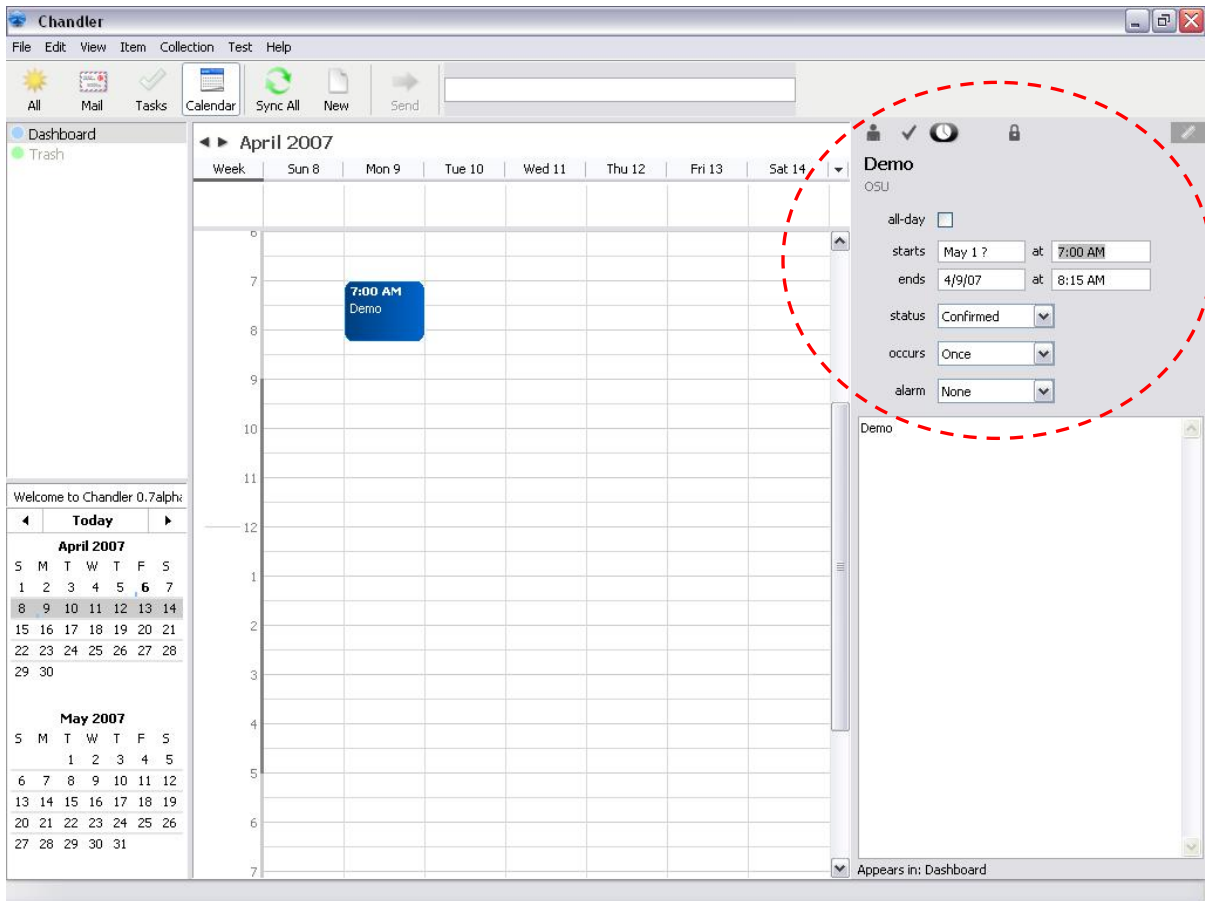 Chandler
File Edit View Item Collection Test Help
All Mail Tasks Calendar Sync All New Send
Dashboard
Trash
April 2007
Week Sun 8 Mon 9 Tue 10 Wed 11 Thu 12 Fri 13 Sat 14
6
7
8
9
10
11
12
1
2
3
4
5
6
7
7:00 AM
Demo
Demo
OSU
all-day
starts May 1 ? at 7:00 AM
ends 4/9/07 at 8:15 AM
status Confirmed
occurs Once
alarm None
Demo
Appears in: Dashboard
Welcome to Chandler 0.7alpha
Today
April 2007
S M T W T F S
1 2 3 4 5 6 7
8 9 10 11 12 13 14
15 16 17 18 19 20 21
22 23 24 25 26 27 28
29 30
May 2007
S M T W T F S
1 2 3 4 5
6 7 8 9 10 11 12
13 14 15 16 17 18 19
20 21 22 23 24 25 26
27 28 29 30 31